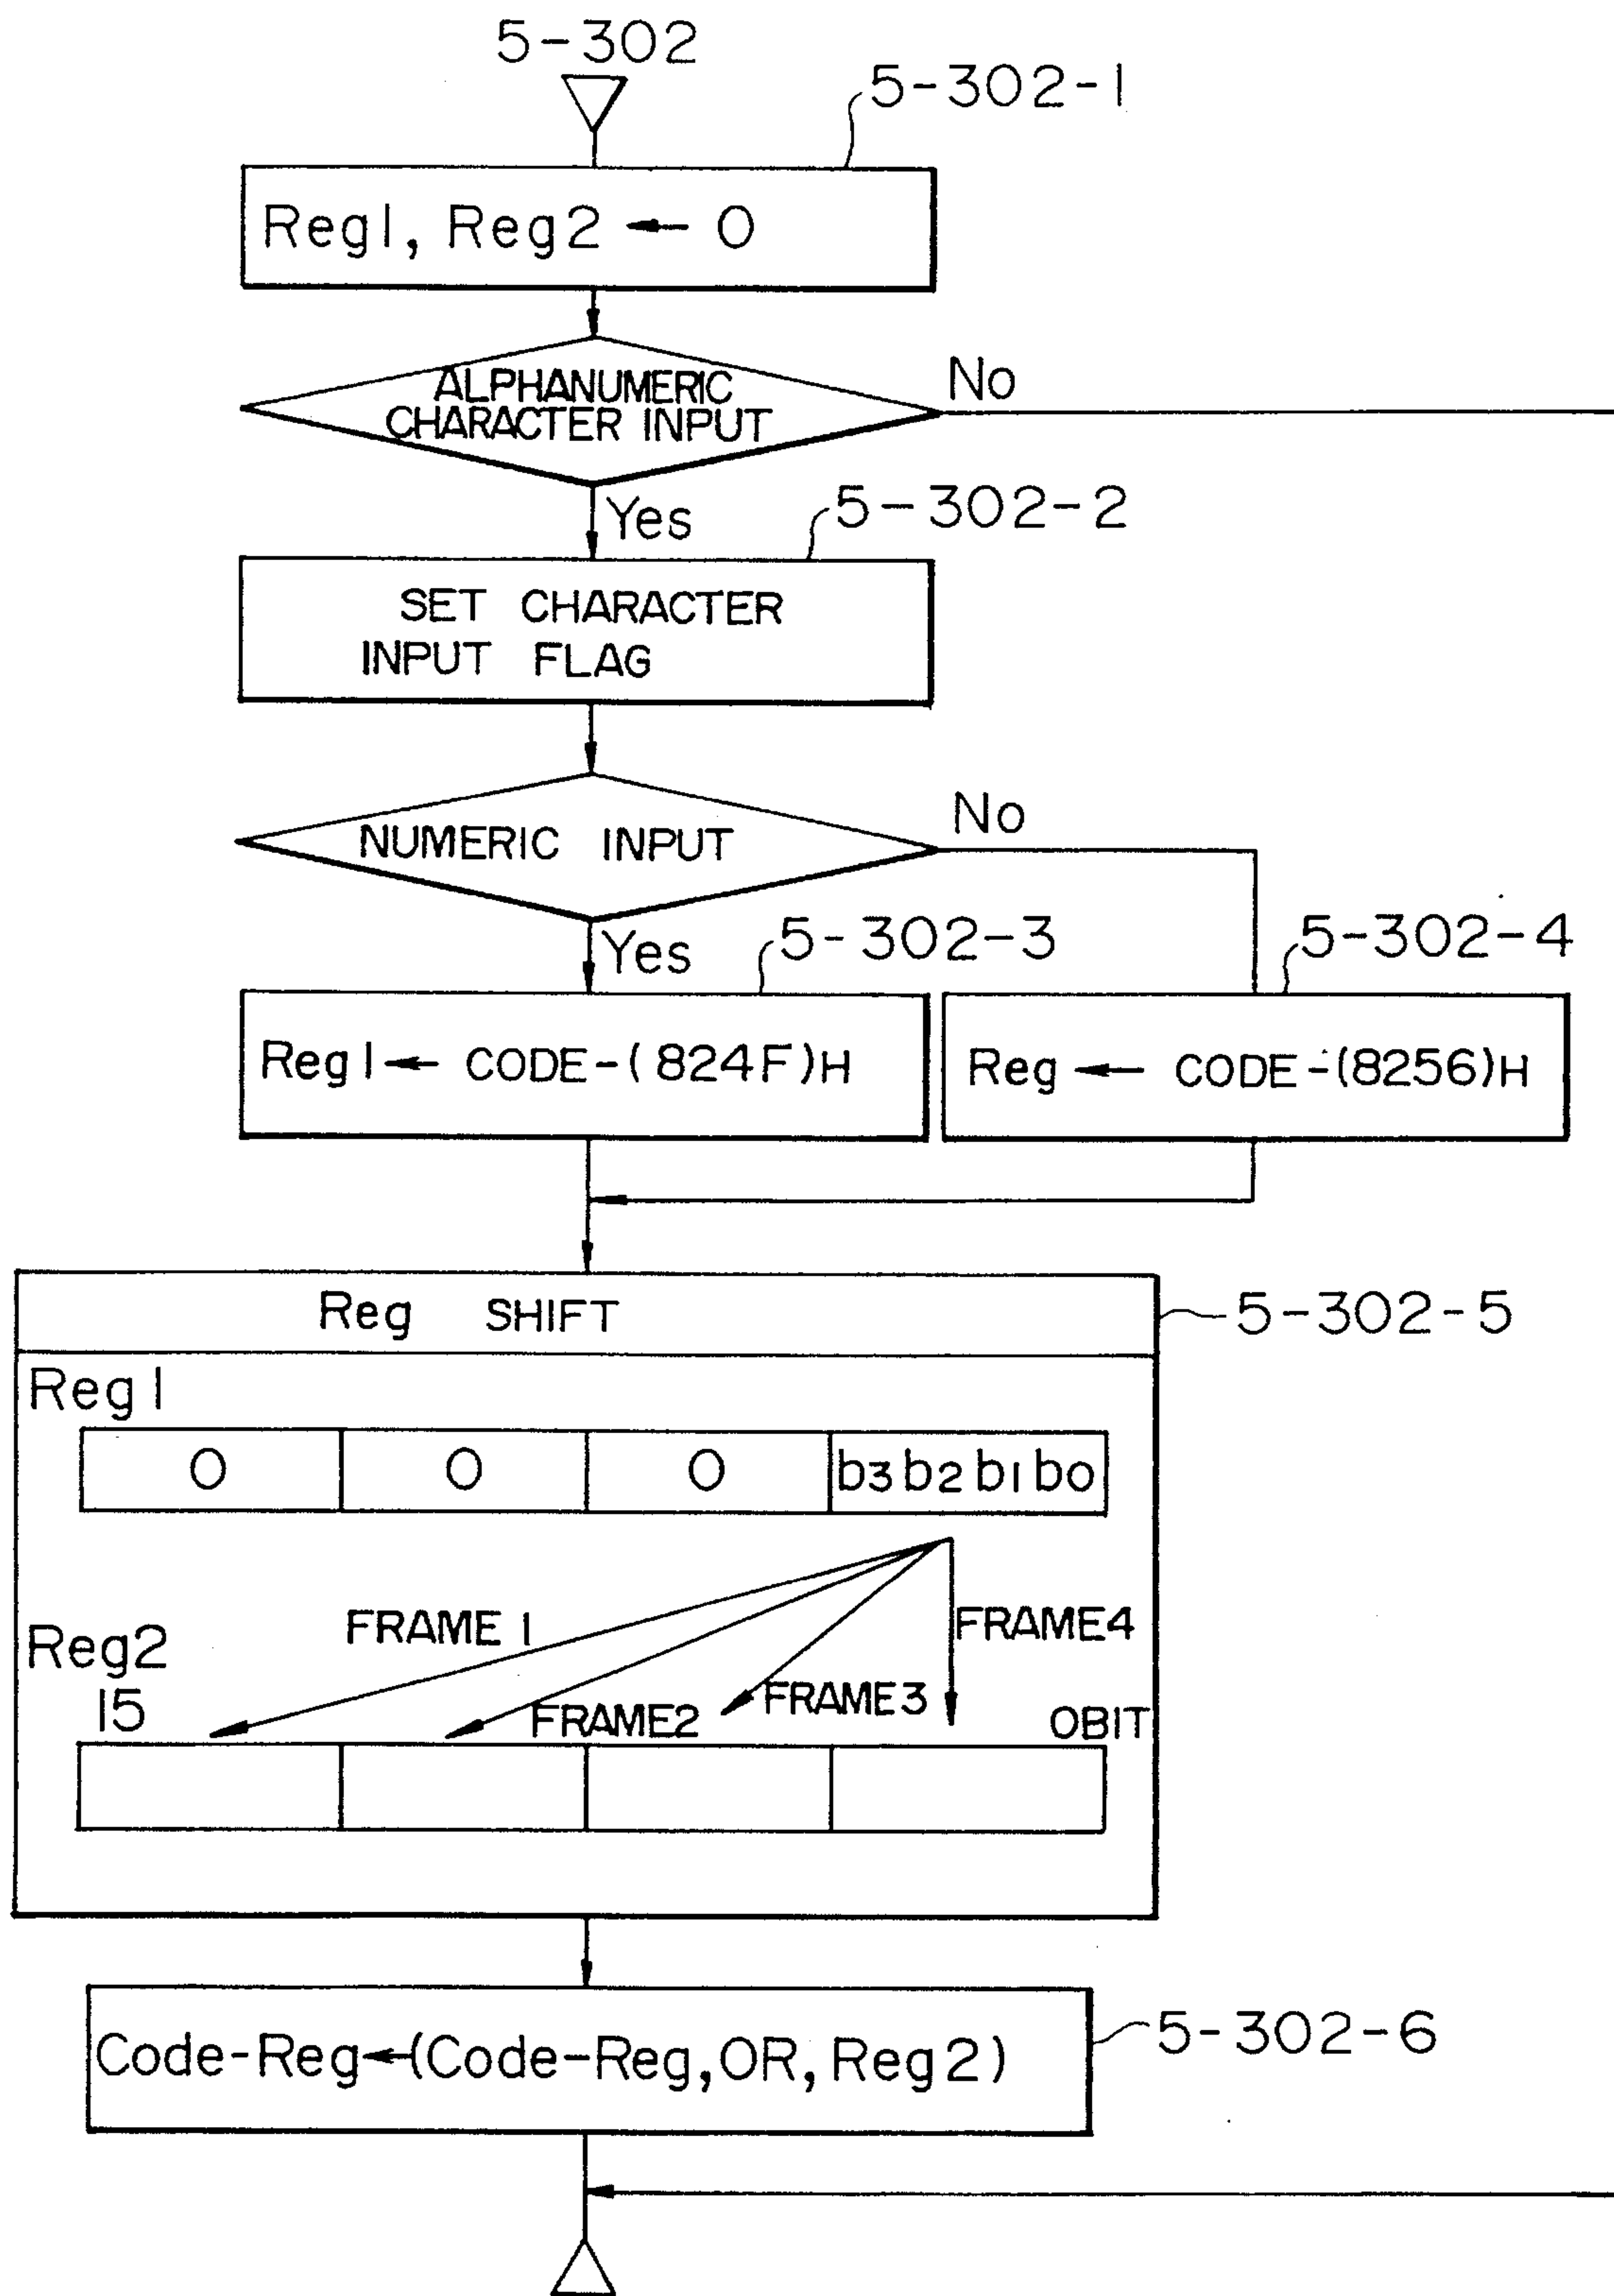 5-302
5-302-1
Reg1, Reg2 ← 0
ALPHANUMERIC
CHARACTER INPUT
No
Yes
5-302-2
SET CHARACTER
INPUT FLAG
NUMERIC INPUT
No
Yes
5-302-3
5-302-4
Reg1 ← CODE-(824F)H
Reg ← CODE-(8256)H
Reg SHIFT
5-302-5
Reg1
0 0 0 b3 b2 b1 b0
FRAME 1
FRAME4
Reg2
15
FRAME2
FRAME3
0BIT
Code-Reg←(Code-Reg,OR,Reg2)
5-302-6